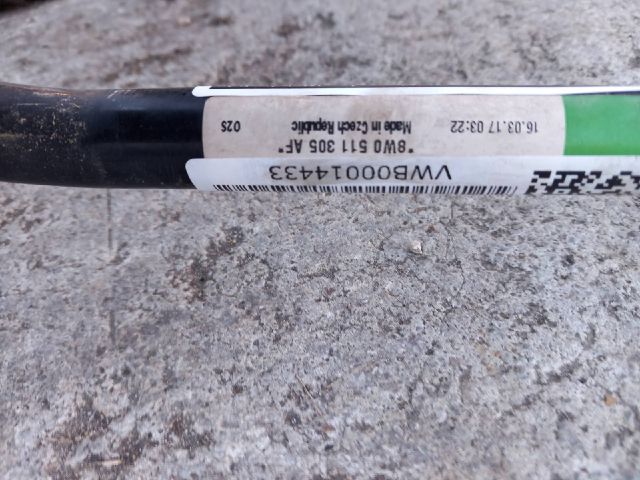 16.03.17 03:22
Made in Czech Republic
02S
"8W0 511 305 AF"
VWB00014433